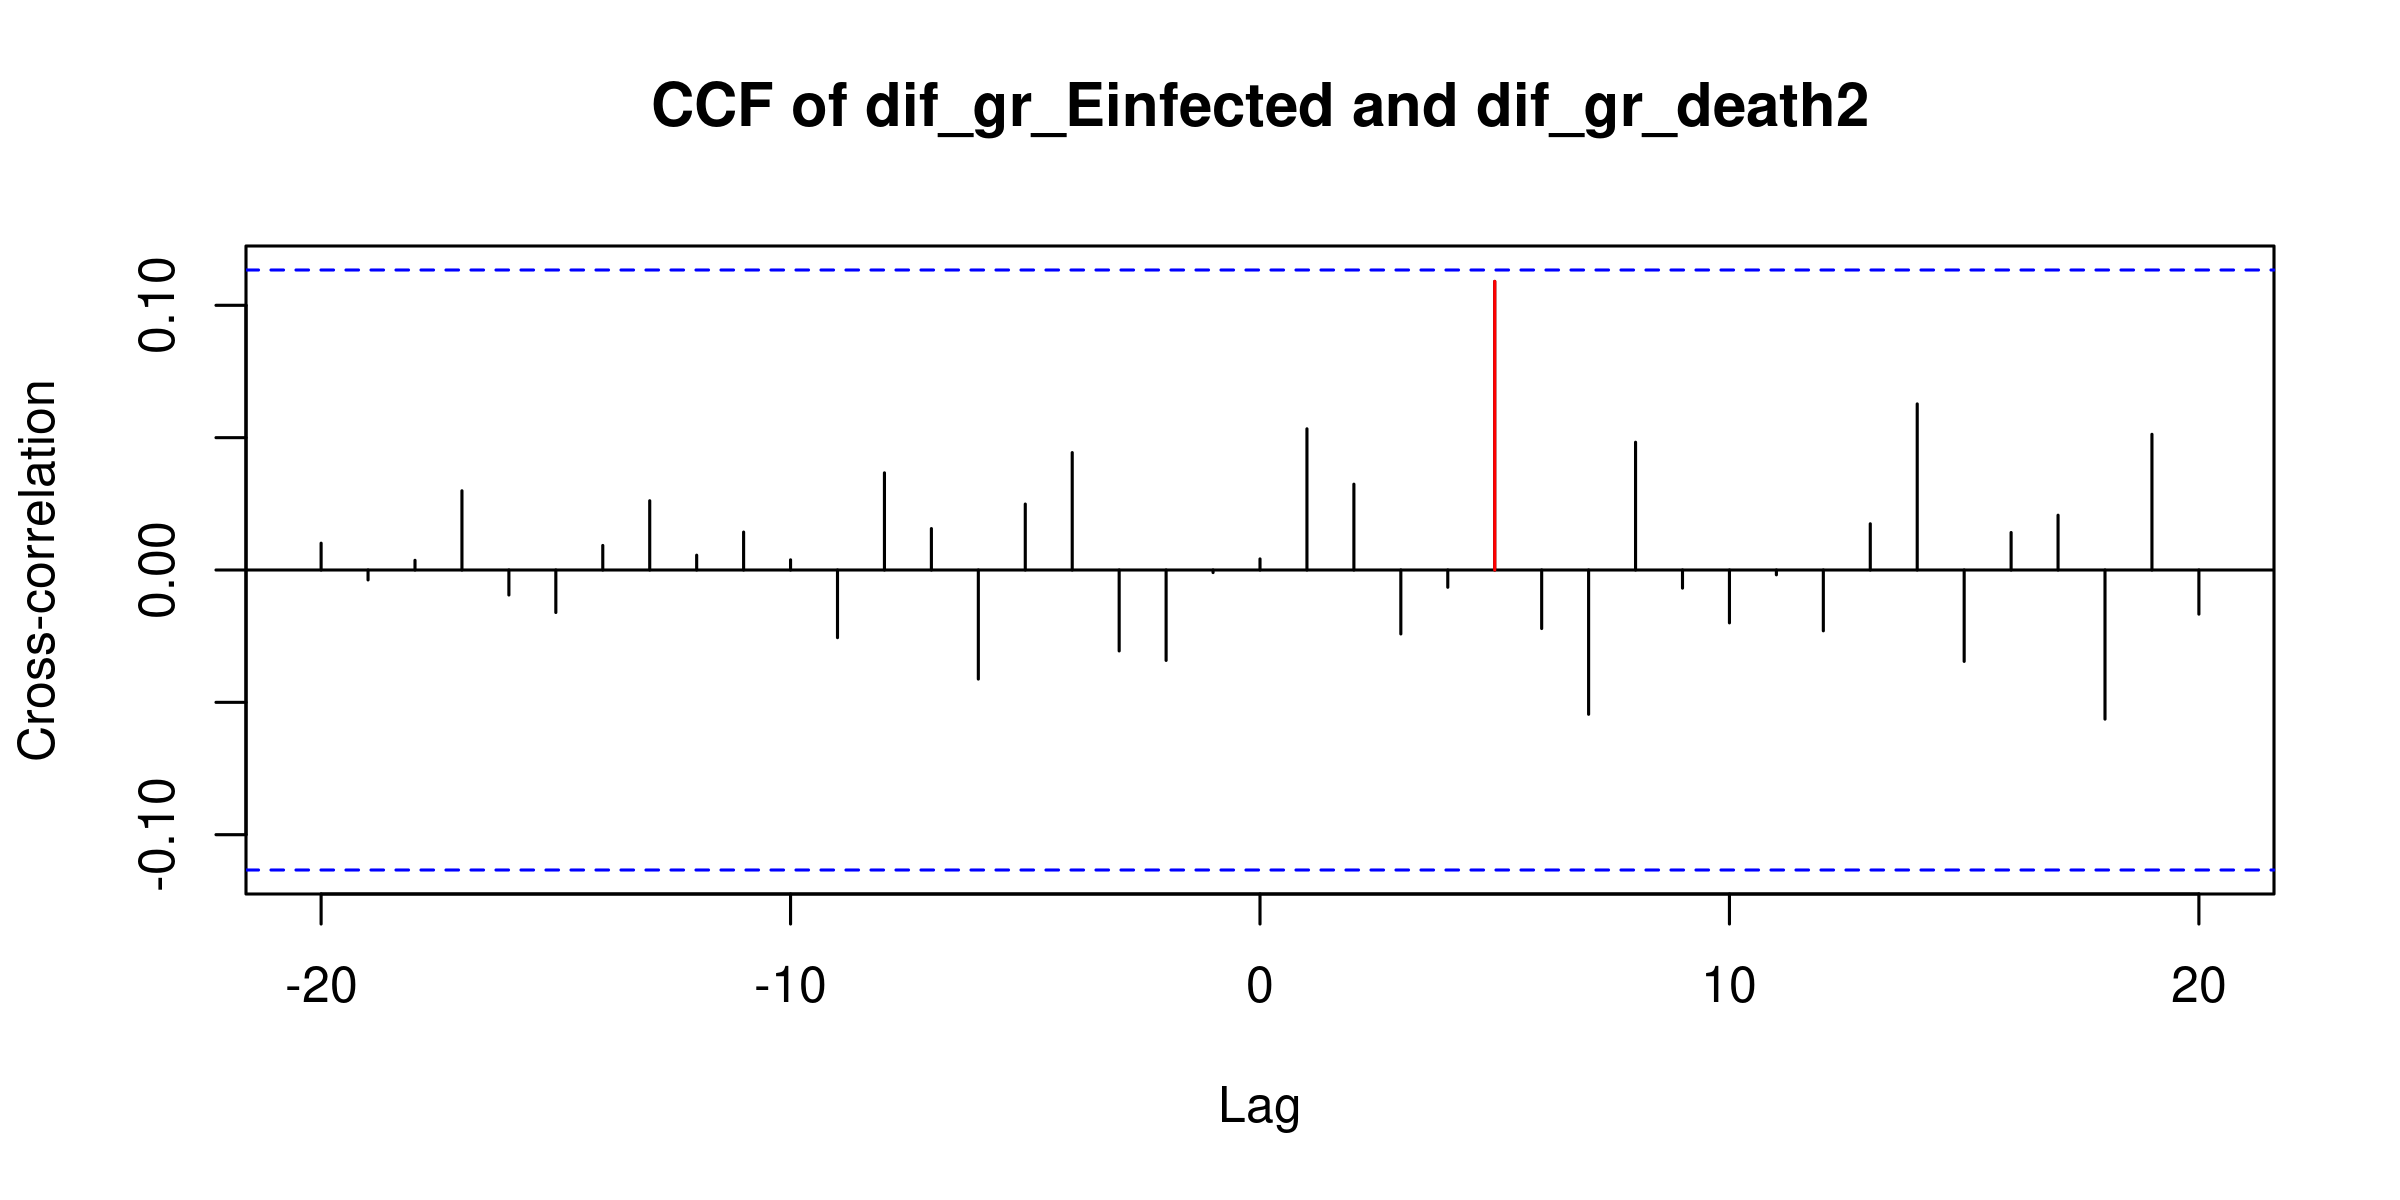 CCF of dif_gr_Einfected and dif_gr_death2
Cross-correlation
0.10
0.00
-0.10
-20 -10 0 10 20
Lag